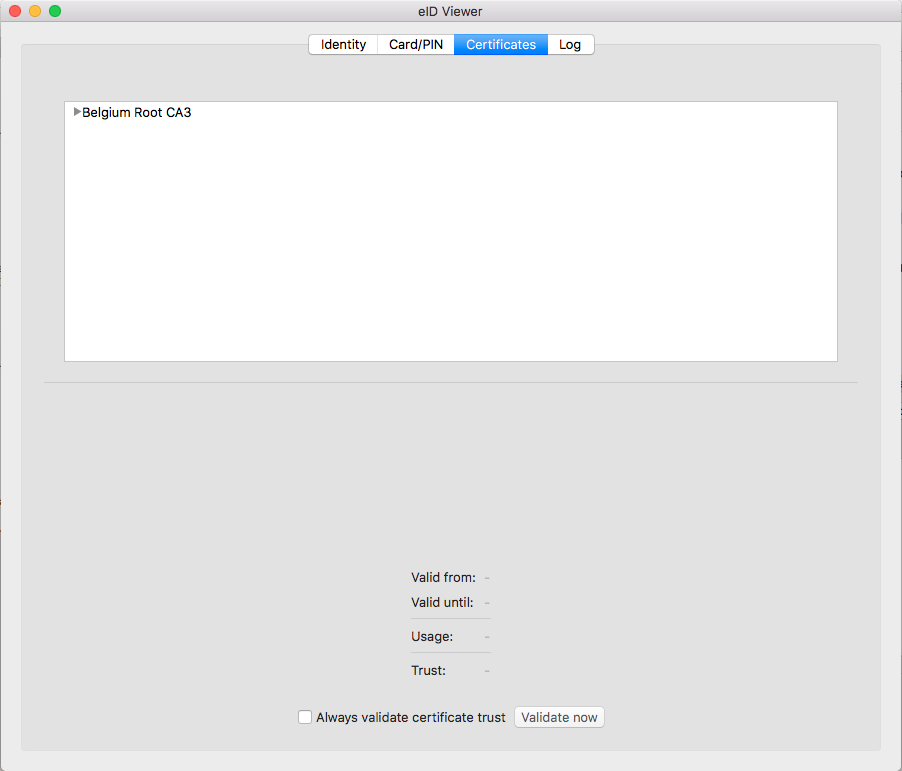 eID Viewer
Identity Card/PIN Certificates Log
Belgium Root CA3
Valid from: -
Valid until: -
Usage: -
Trust: -
Always validate certificate trust Validate now